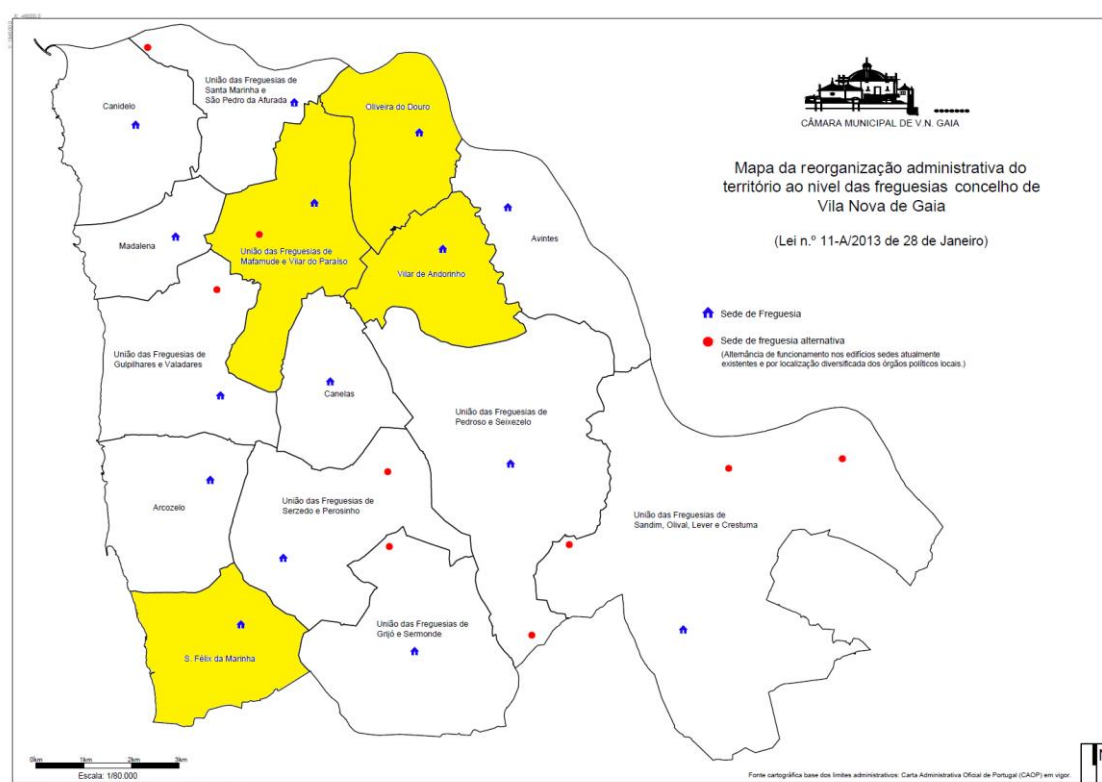 CÂMARA MUNICIPAL DE V.N. GAIA
Mapa da reorganização administrativa do
território ao nivel das freguesias concelho de
Vila Nova de Gaia
(Lei n.º 11-A/2013 de 28 de Janeiro)
Sede de Freguesia
Sede de freguesia alternativa
(Alternância de funcionamento nos edifícios sedes atualmente
existentes e por localização diversificada dos órgãos políticos locais.)
União das Freguesias de
Santa Marinha e
São Pedro da Afurada
Canidelo
Oliveira do Douro
Madalena
União das Freguesias de
Mafamude e Vilar do Paraíso
Vilar de Andorinho
Avintes
União das Freguesias de
Gulpilhares e Valadares
Canelas
União das Freguesias de
Pedroso e Seixezelo
Arcozelo
União das Freguesias de
Serzedo e Perosinho
União das Freguesias de
Sandim, Olival, Lever e Crestuma
União das Freguesias de
Grijó e Sermonde
S. Félix da Marinha
0km 1km 2km 3km
Escala: 1/80.000
Fonte cartográfica base dos limites administrativos: Carta Administrativa Oficial de Portugal (CAOP) em vigor.